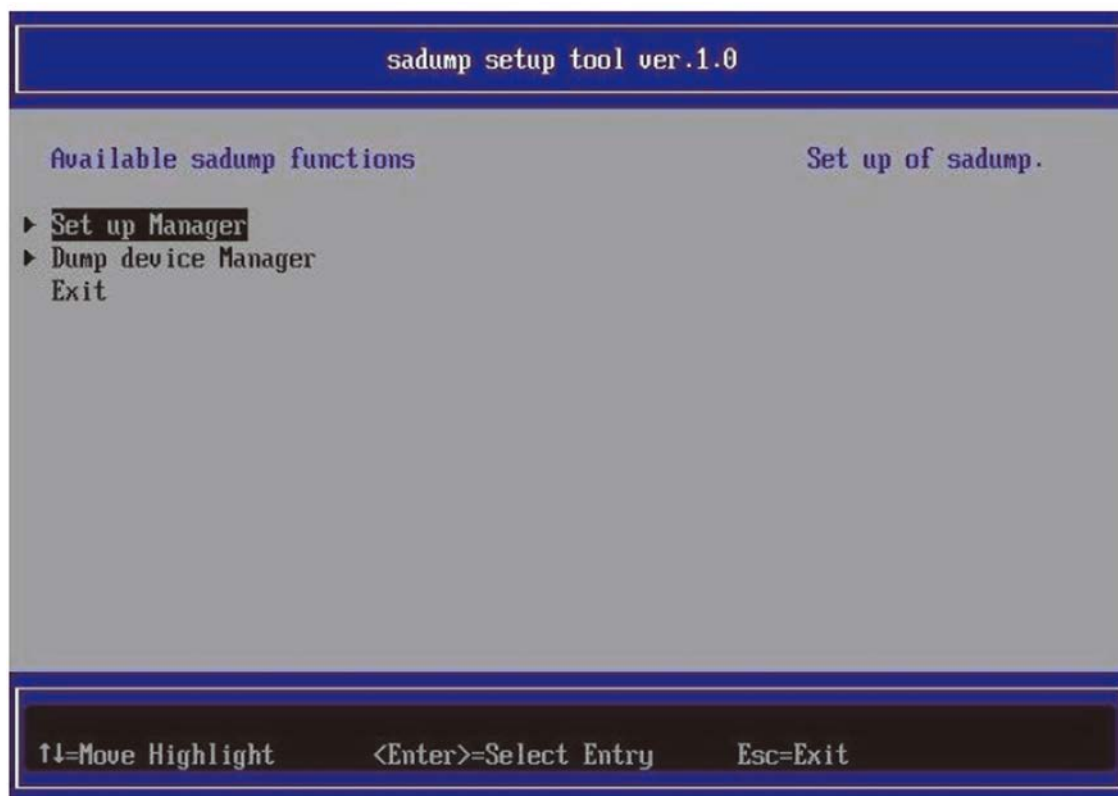 sadump setup tool ver.1.0
Available sadump functions
Set up of sadump.
Set up Manager
Dump device Manager
Exit
↑↓=Move Highlight <Enter>=Select Entry Esc=Exit